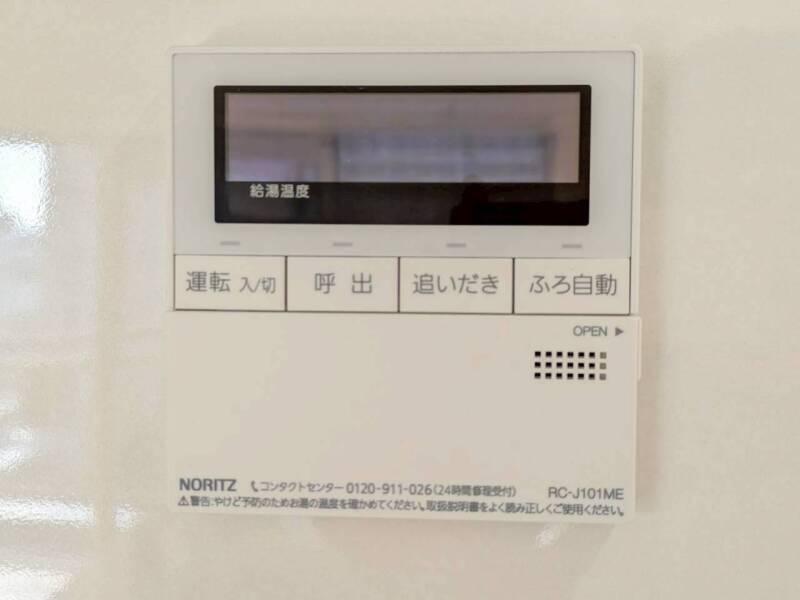 給湯温度
運転 入/切 呼出 追いだき ふろ自動
OPEN ▶
NORITZ コンタクトセンター 0120-911-026(24時間修理受付) RC-J101ME
⚠警告:やけど予防のためお湯の温度を確かめてください。取扱説明書をよく読み正しくご使用ください。